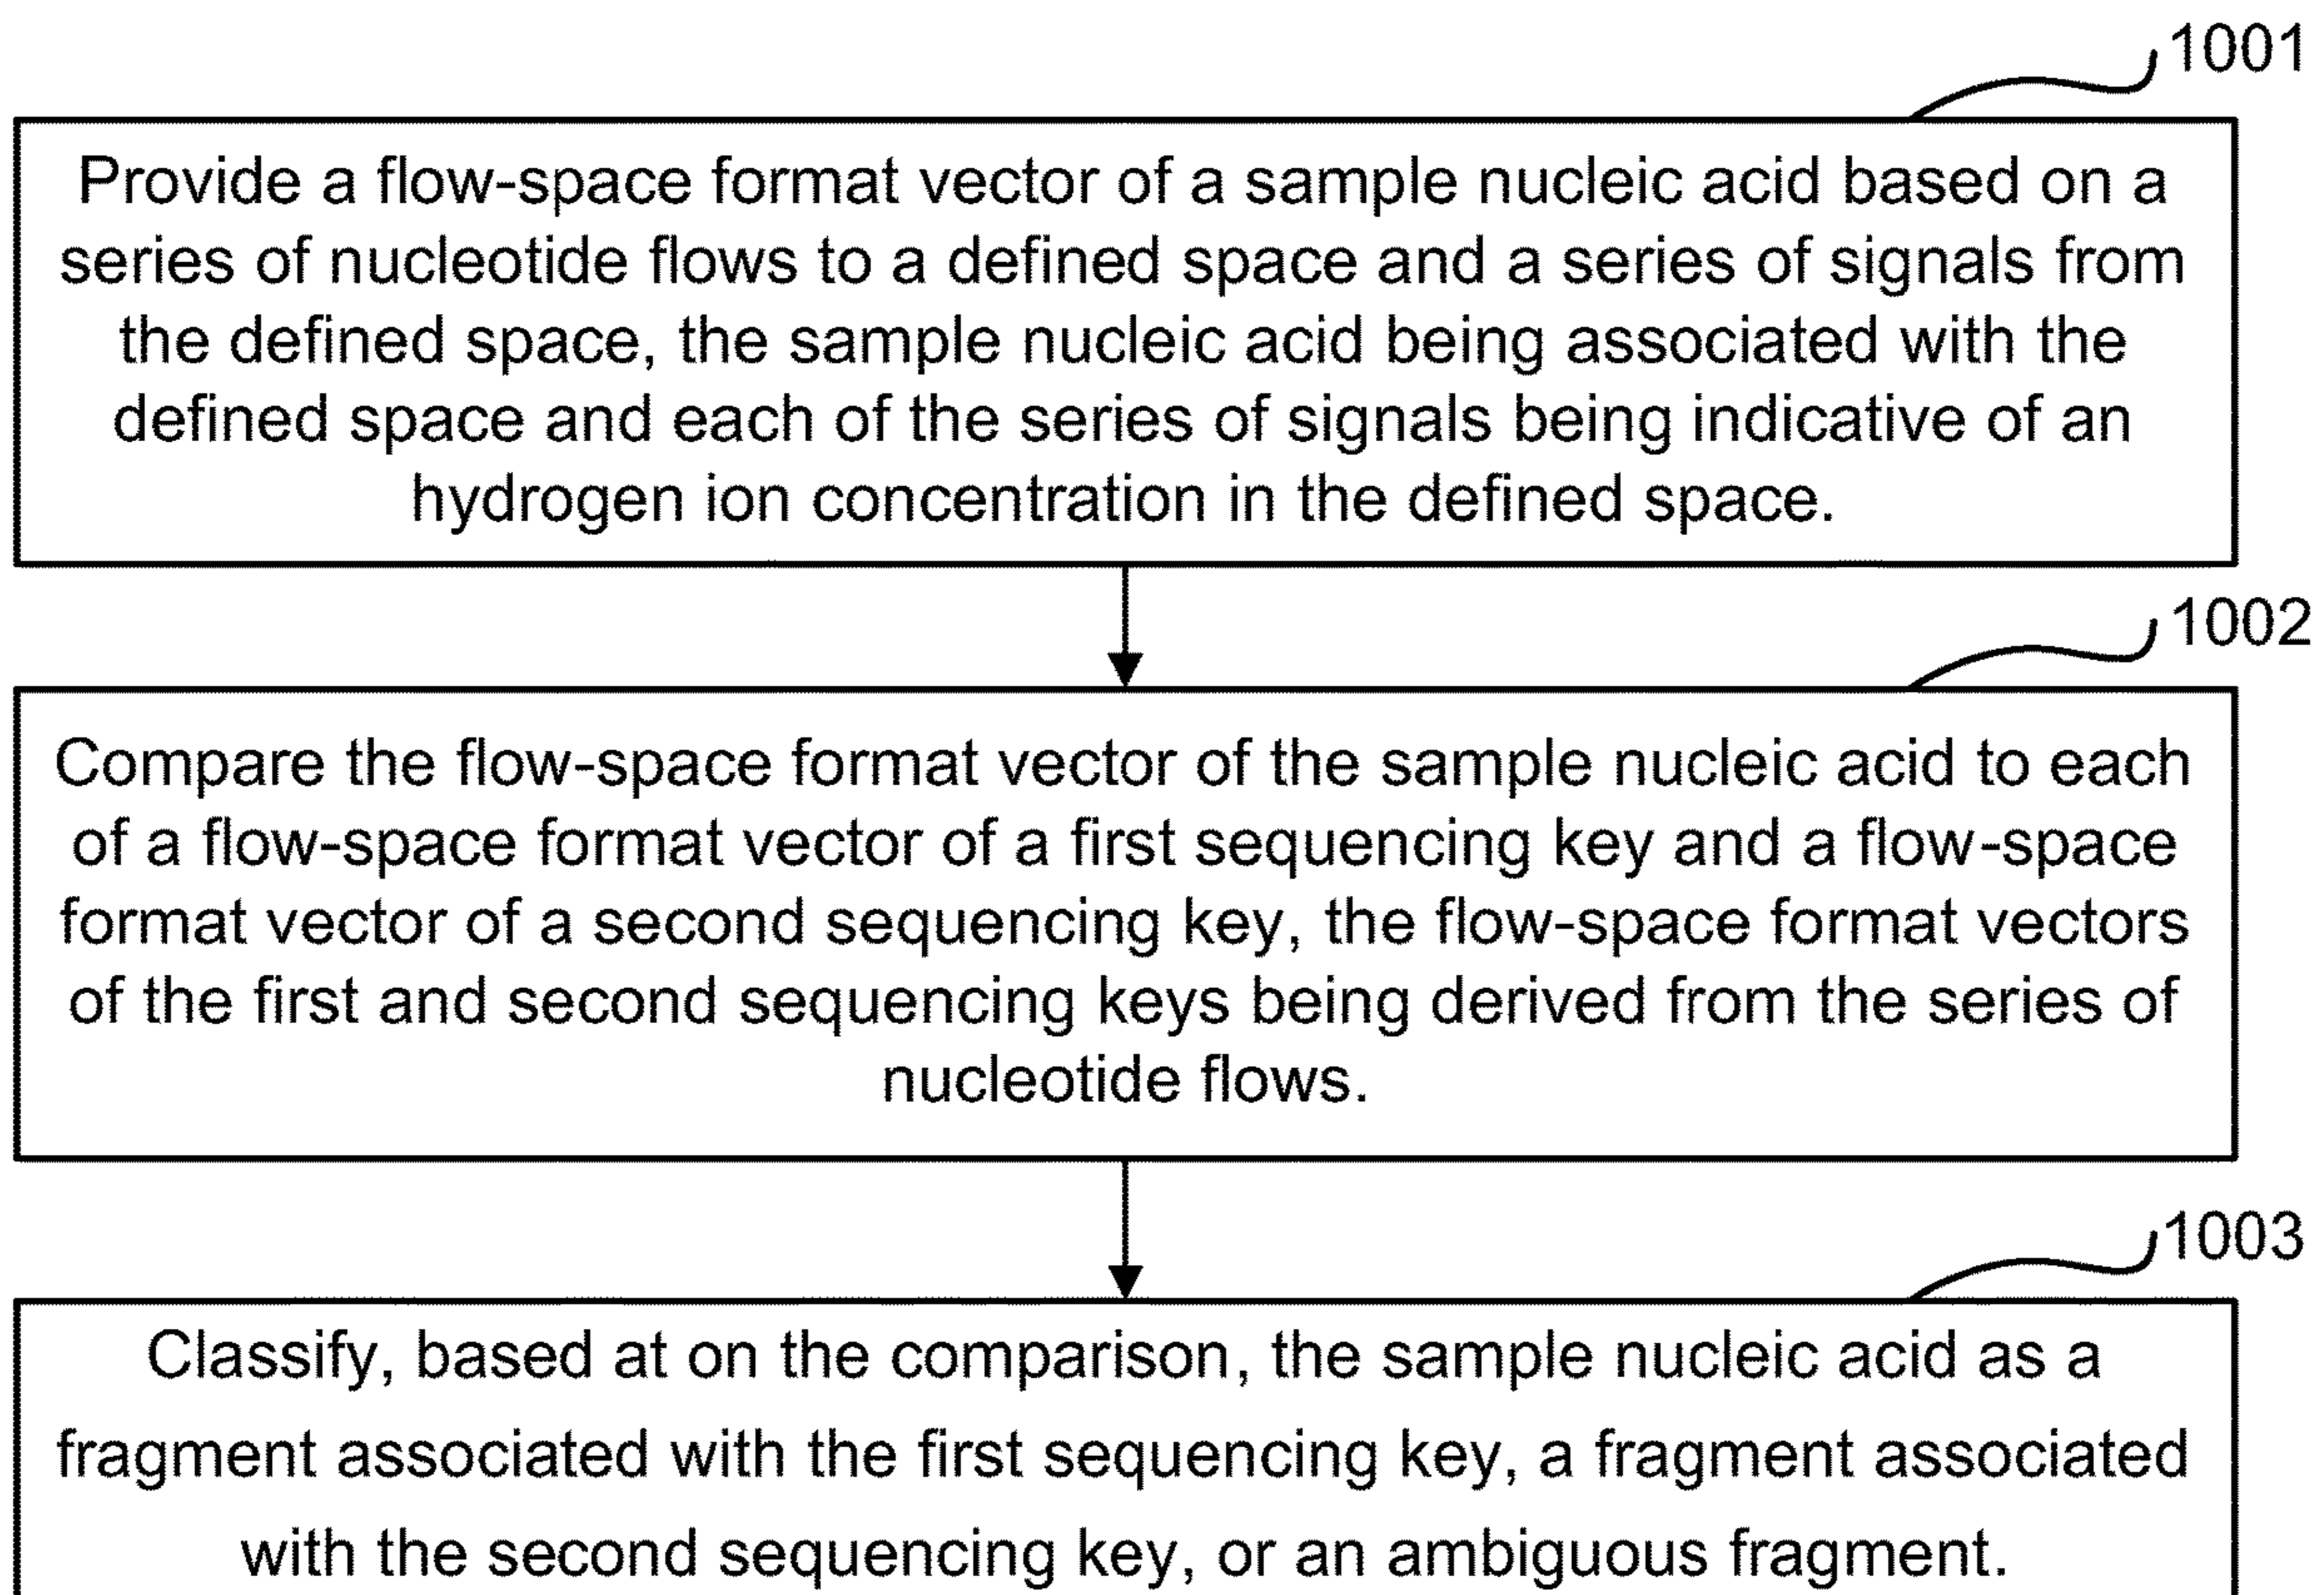 1001
Provide a flow-space format vector of a sample nucleic acid based on a
series of nucleotide flows to a defined space and a series of signals from
the defined space, the sample nucleic acid being associated with the
defined space and each of the series of signals being indicative of an
hydrogen ion concentration in the defined space.
1002
Compare the flow-space format vector of the sample nucleic acid to each
of a flow-space format vector of a first sequencing key and a flow-space
format vector of a second sequencing key, the flow-space format vectors
of the first and second sequencing keys being derived from the series of
nucleotide flows.
1003
Classify, based at on the comparison, the sample nucleic acid as a
fragment associated with the first sequencing key, a fragment associated
with the second sequencing key, or an ambiguous fragment.